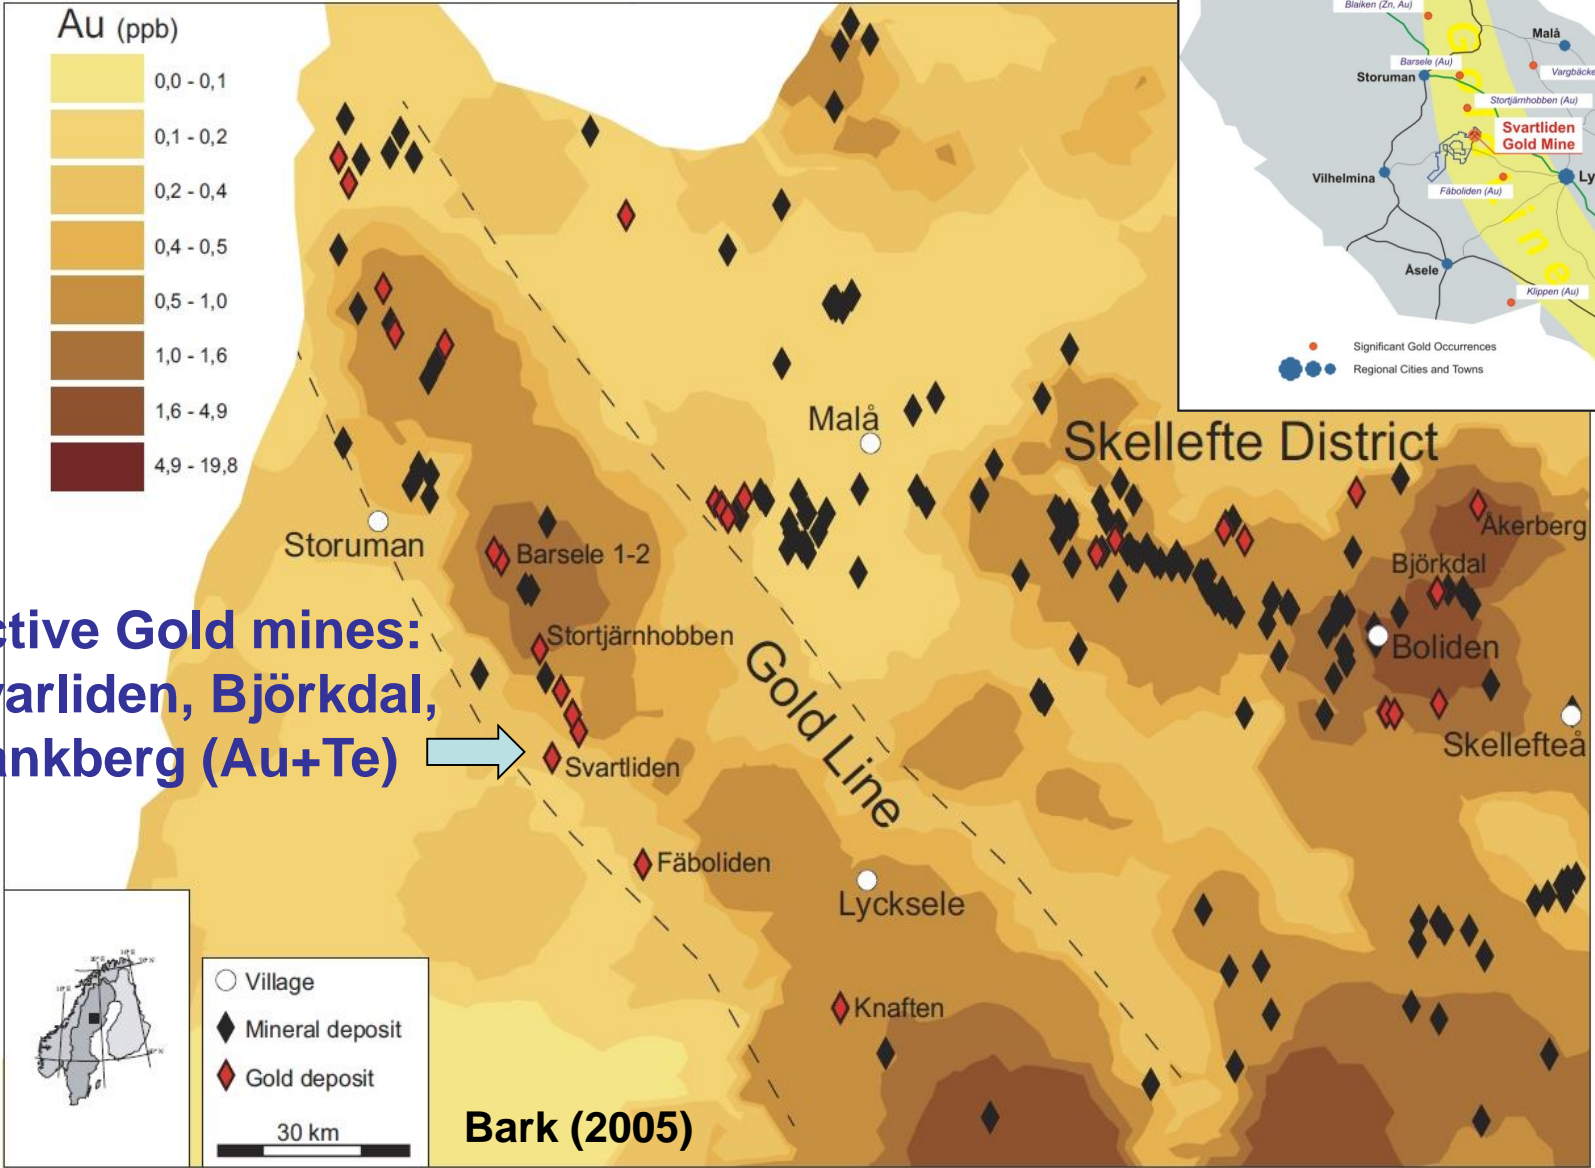 Au (ppb)
0,0 - 0,1
0,1 - 0,2
0,2 - 0,4
0,4 - 0,5
0,5 - 1,0
1,0 - 1,6
1,6 - 4,9
4,9 - 19,8
Blaiken (Zn, Au)
Malå
Barsele (Au)
Storuman
Vargbäcke
Stortjärnhobben (Au)
Svartliden
Gold Mine
Vilhelmina
Ly
Fäboliden (Au)
Gold Line
Åsele
Klippen (Au)
Significant Gold Occurrences
Regional Cities and Towns
Malå
Skellefte District
Storuman
Barsele 1-2
Åkerberg
Björkdal
Boliden
Stortjärnhobben
ctive Gold mines:
varliden, Björkdal,
ankberg (Au+Te)
Gold Line
Svartliden
Skellefteå
Fäboliden
Lycksele
Knaften
Village
Mineral deposit
Gold deposit
30 km
Bark (2005)